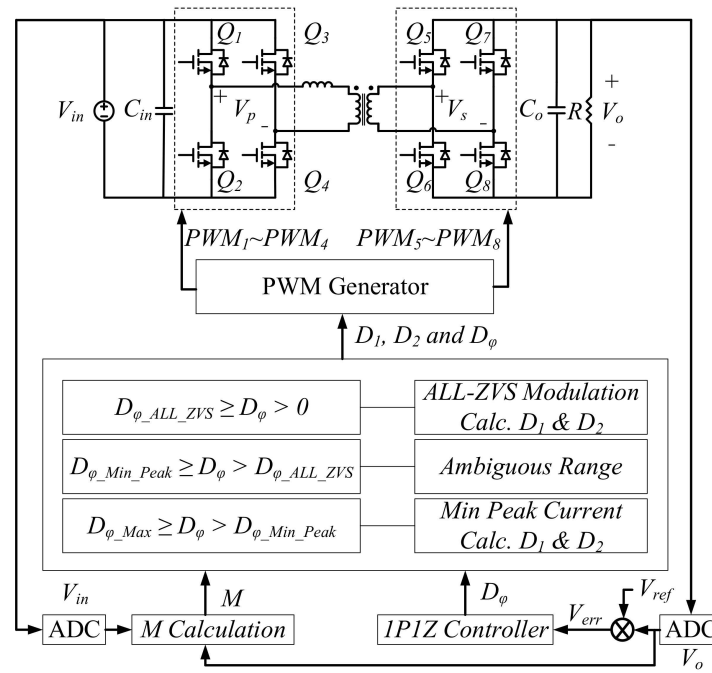 Q1 Q3 Q5 Q7
Vin Cin + Vp - + Vs - Co R + Vo -
Q2 Q4 Q6 Q8
PWM1~PWM4 PWM5~PWM8
PWM Generator
D1, D2 and Dφ
Dφ_ALL_ZVS ≥ Dφ > 0
ALL-ZVS Modulation
Calc. D1 & D2
Dφ_Min_Peak ≥ Dφ > Dφ_ALL_ZVS
Ambiguous Range
Dφ_Max ≥ Dφ > Dφ_Min_Peak
Min Peak Current
Calc. D1 & D2
Vin M Dφ Verr Vref
ADC M Calculation 1P1Z Controller ADC
Vo